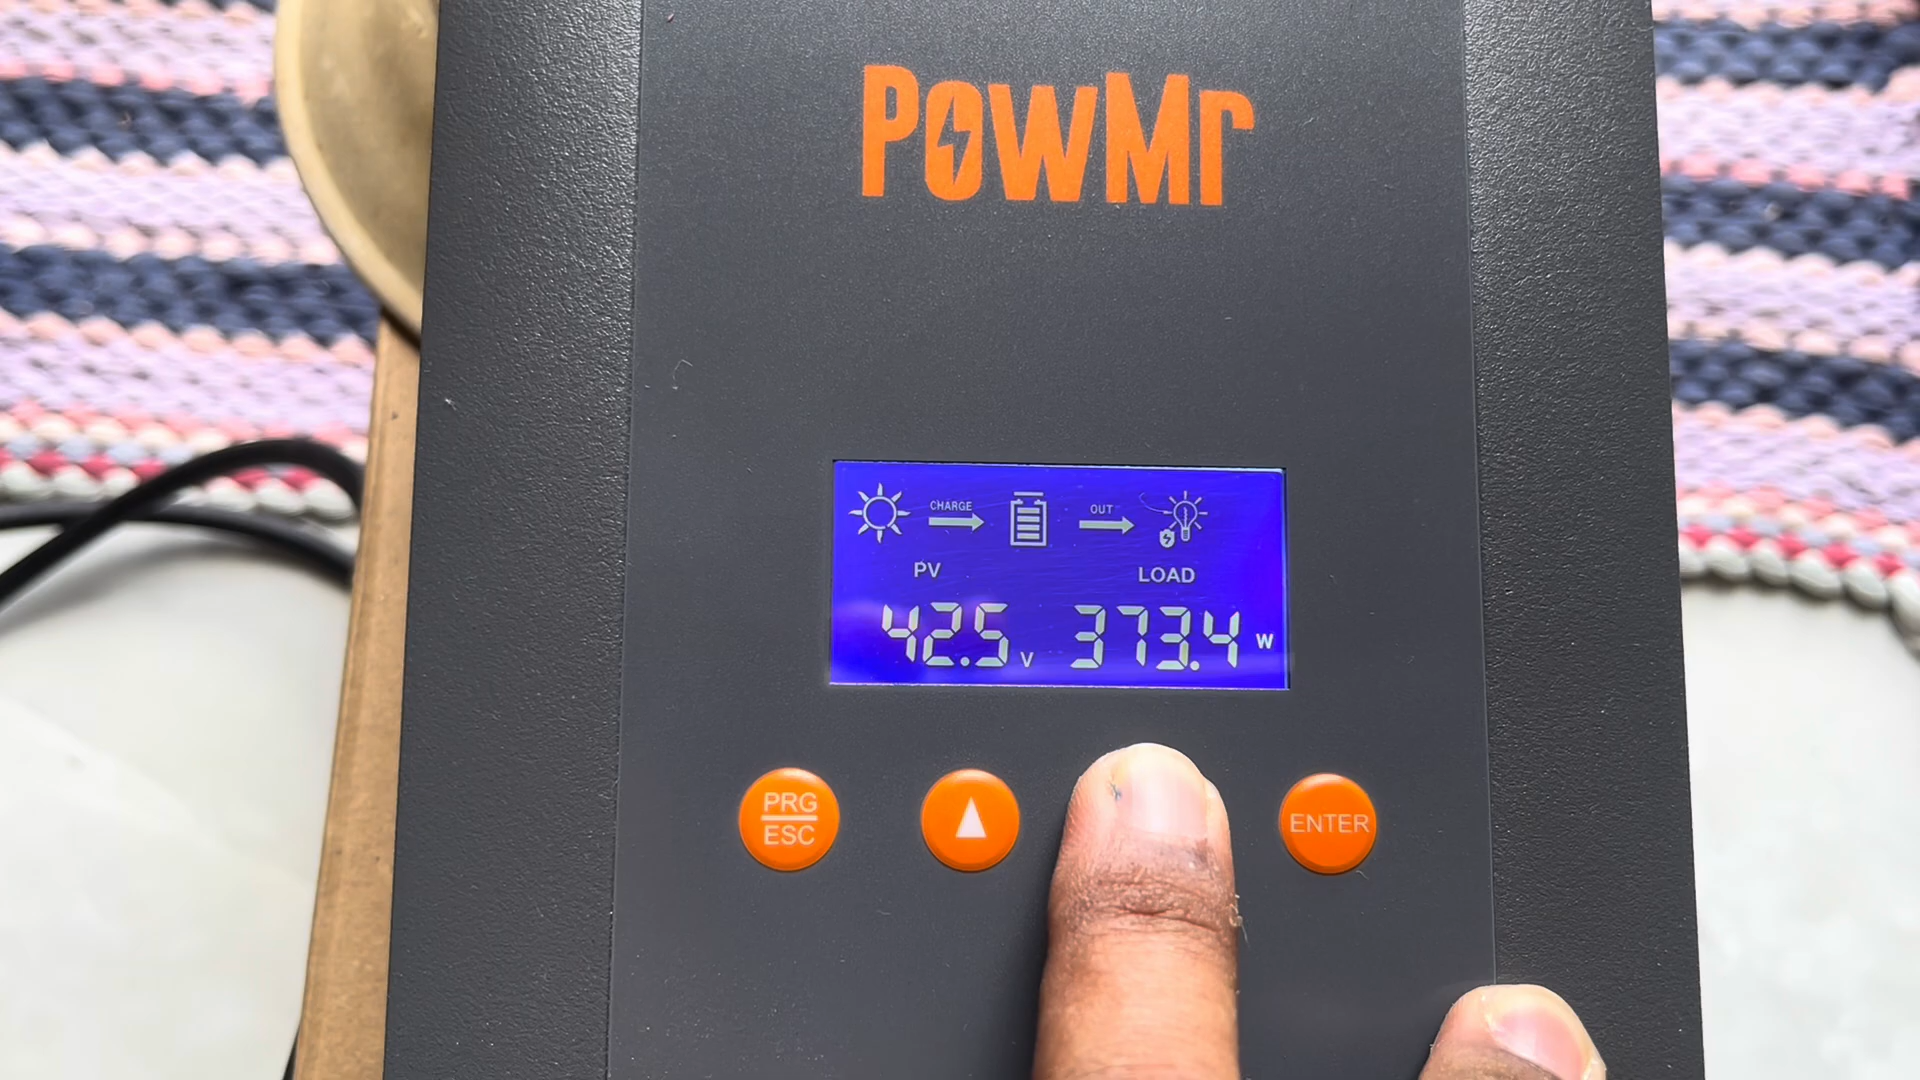 PowMr
CHARGE OUT
PV LOAD
42.5 V 373.4 W
PRG
ESC
ENTER